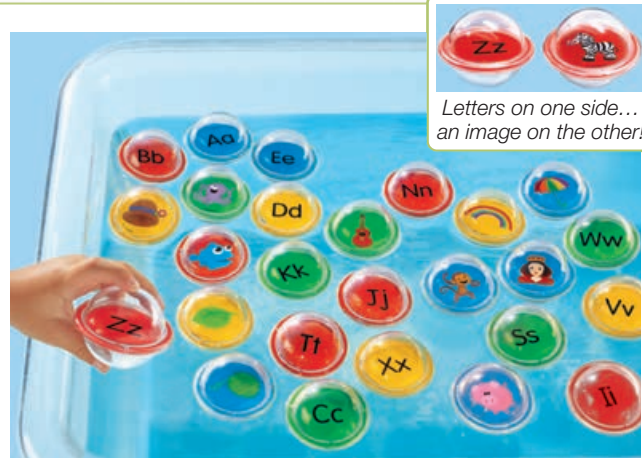 Zz
Letters on one side…
an image on the other!
Aa
Bb
Ee
Nn
Dd
Ww
Kk
Jj
Vv
Zz
Tt
Ss
Xx
Ii
Cc